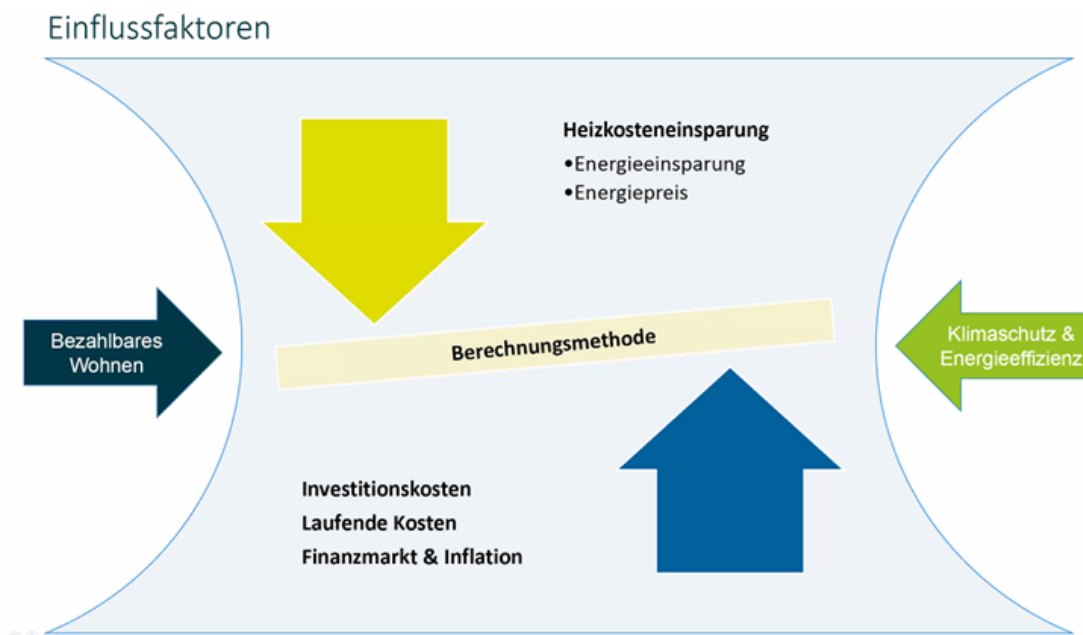 Einflussfaktoren
Heizkosteneinsparung
•Energieeinsparung
•Energiepreis
Bezahlbares
Wohnen
Berechnungsmethode
Klimaschutz &
Energieeffizienz
Investitionskosten
Laufende Kosten
Finanzmarkt & Inflation